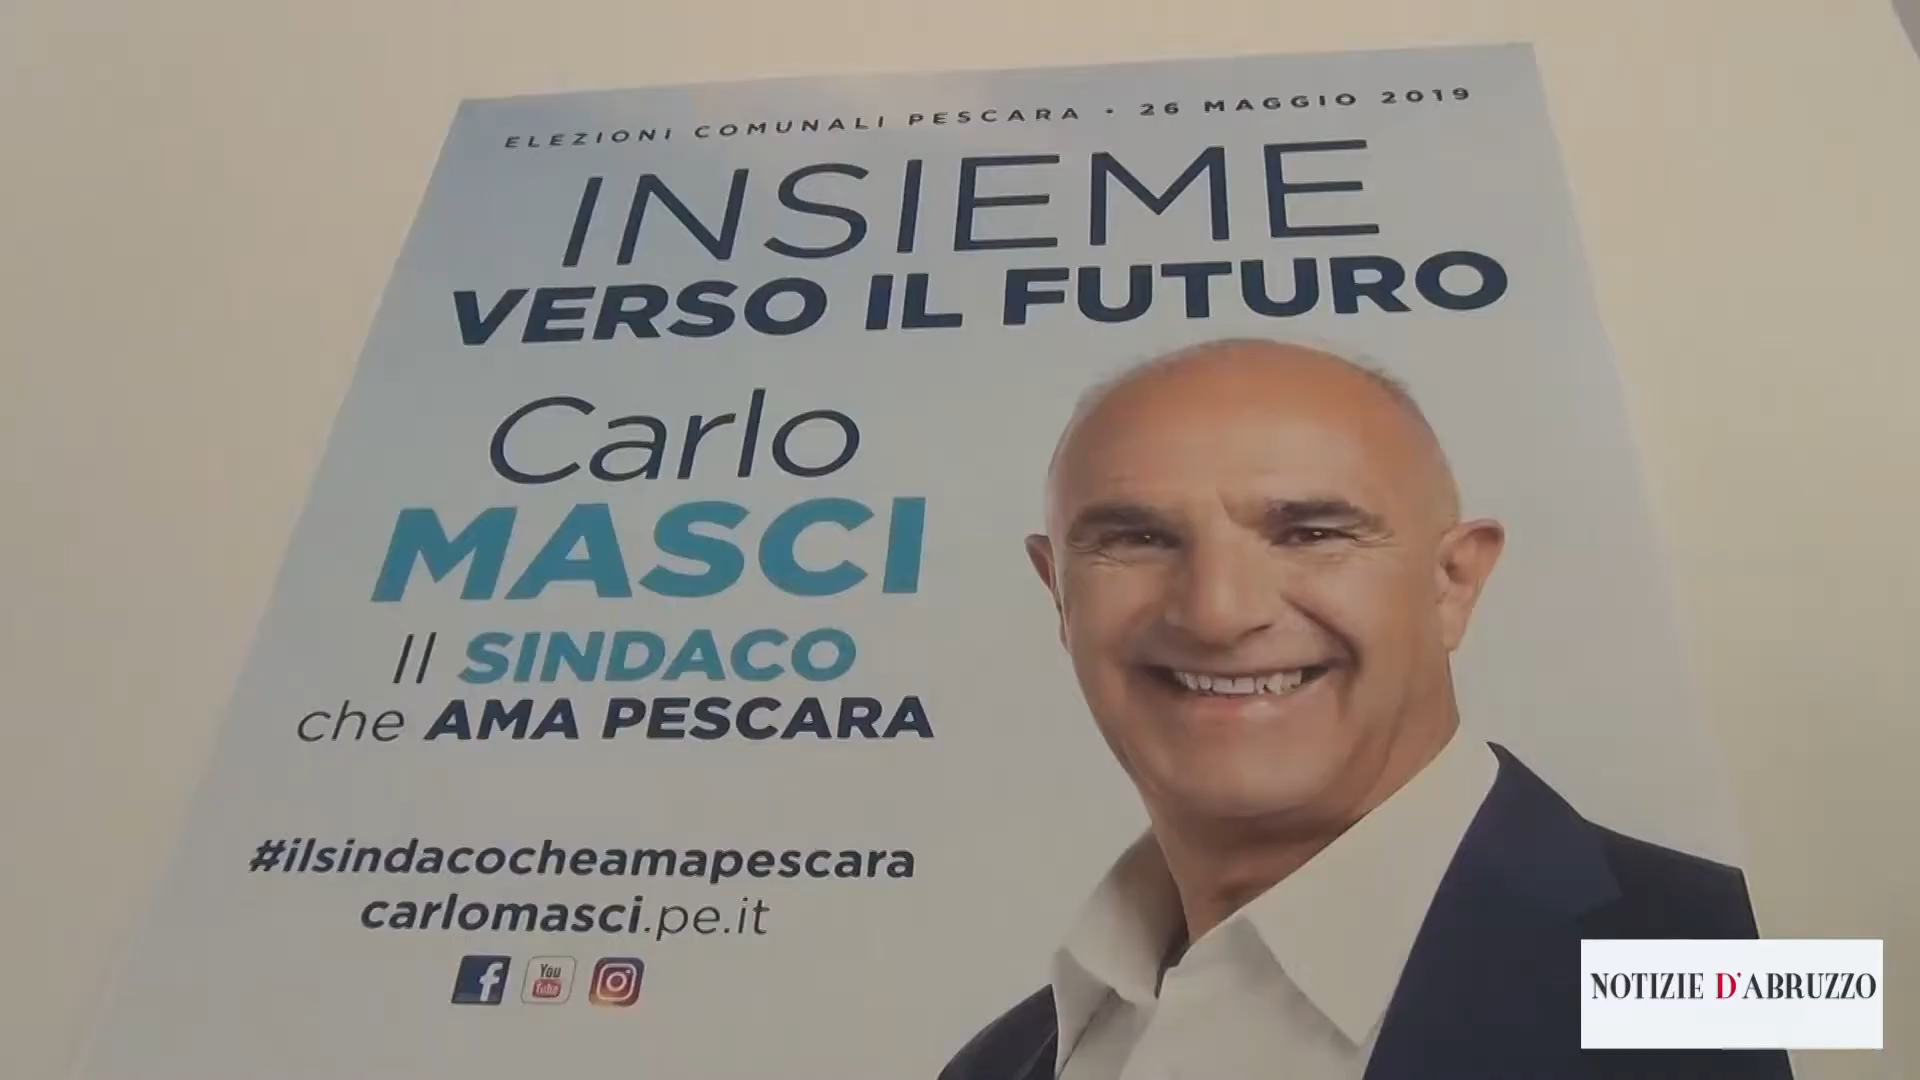 ELEZIONI COMUNALI PESCARA • 26 MAGGIO 2019
INSIEME
VERSO IL FUTURO
Carlo
MASCI
Il SINDACO
che AMA PESCARA
#ilsindacocheamapescara
carlomasci.pe.it
f You Tube
NOTIZIE D'ABRUZZO